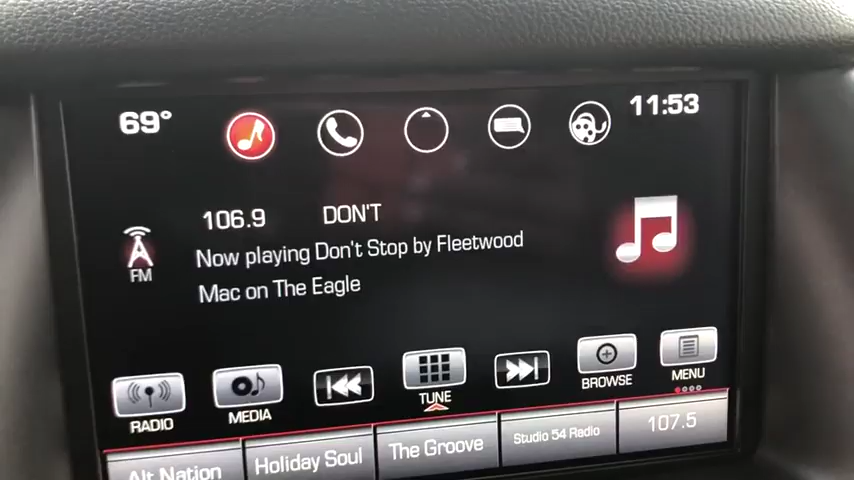 69° 11:53
106.9 DON'T
FM
Now playing Don't Stop by Fleetwood
Mac on The Eagle
RADIO MEDIA TUNE BROWSE MENU
Alt Nation Holiday Soul The Groove Studio 54 Radio 107.5